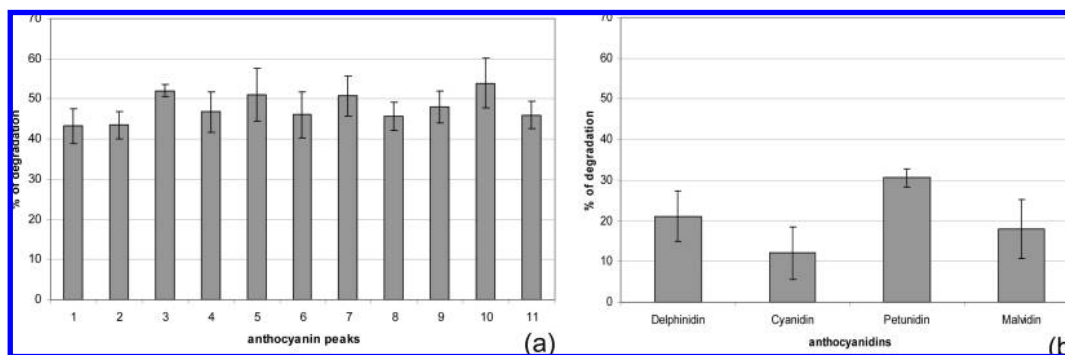 70
60
50
40
30
20
10
0
% of degradation
1 2 3 4 5 6 7 8 9 10 11
anthocyanin peaks
(a)
70
60
50
40
30
20
10
0
% of degradation
Delphinidin Cyanidin Petunidin Malvidin
anthocyanidins
(b